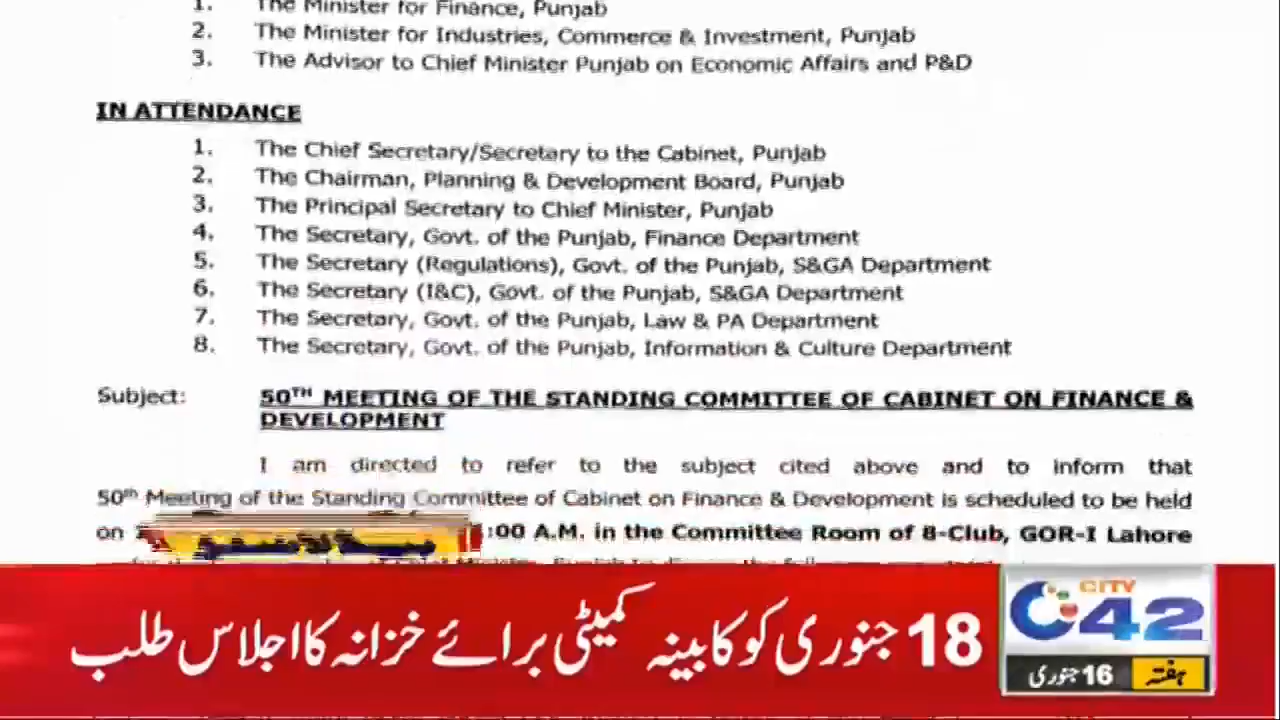 1. The Minister for Finance, Punjab
2. The Minister for Industries, Commerce & Investment, Punjab
3. The Advisor to Chief Minister Punjab on Economic Affairs and P&D
IN ATTENDANCE
1. The Chief Secretary/Secretary to the Cabinet, Punjab
2. The Chairman, Planning & Development Board, Punjab
3. The Principal Secretary to Chief Minister, Punjab
4. The Secretary, Govt. of the Punjab, Finance Department
5. The Secretary (Regulations), Govt. of the Punjab, S&GA Department
6. The Secretary (I&C), Govt. of the Punjab, S&GA Department
7. The Secretary, Govt. of the Punjab, Law & PA Department
8. The Secretary, Govt. of the Punjab, Information & Culture Department
Subject: 50TH MEETING OF THE STANDING COMMITTEE OF CABINET ON FINANCE &
DEVELOPMENT
I am directed to refer to the subject cited above and to inform that
50th Meeting of the Standing Committee of Cabinet on Finance & Development is scheduled to be held
on :00 A.M. in the Committee Room of 8-Club, GOR-I Lahore
18 جنوری کو کابینہ کمیٹی برائے خزانہ کا اجلاس طلب
CITY
42
ہفتہ 16 جنوری